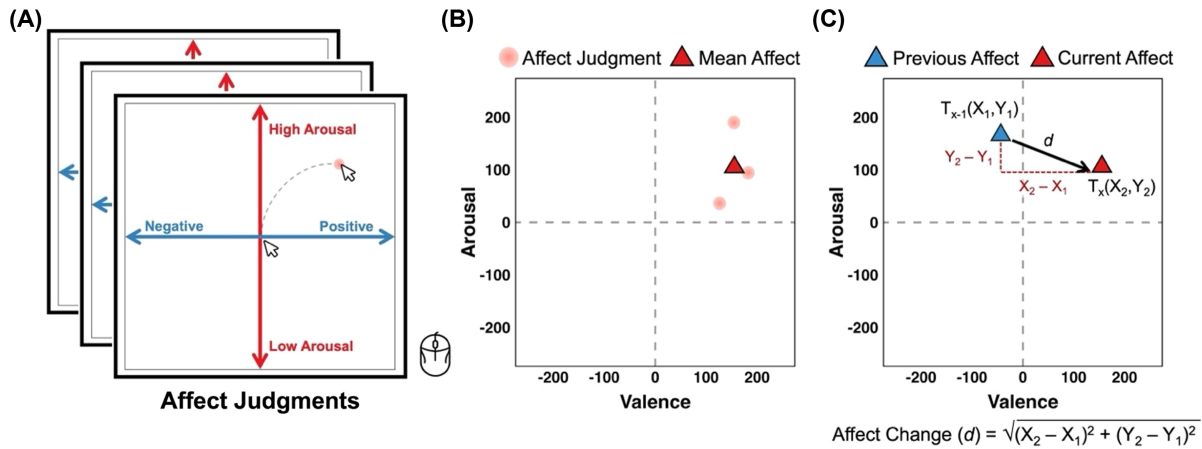 (A)
High Arousal
Negative
Positive
Low Arousal
Affect Judgments
(B)
Affect Judgment
Mean Affect
Arousal
200
100
0
-100
-200
-200
0
100
200
Valence
(C)
Previous Affect
Current Affect
Arousal
200
100
0
-100
-200
Tₓ₋₁(X₁,Y₁)
d
Y₂ – Y₁
X₂ – X₁
Tₓ(X₂,Y₂)
-200
-100
0
100
200
Valence
Affect Change (d) = √(X₂ – X₁)² + (Y₂ – Y₁)²